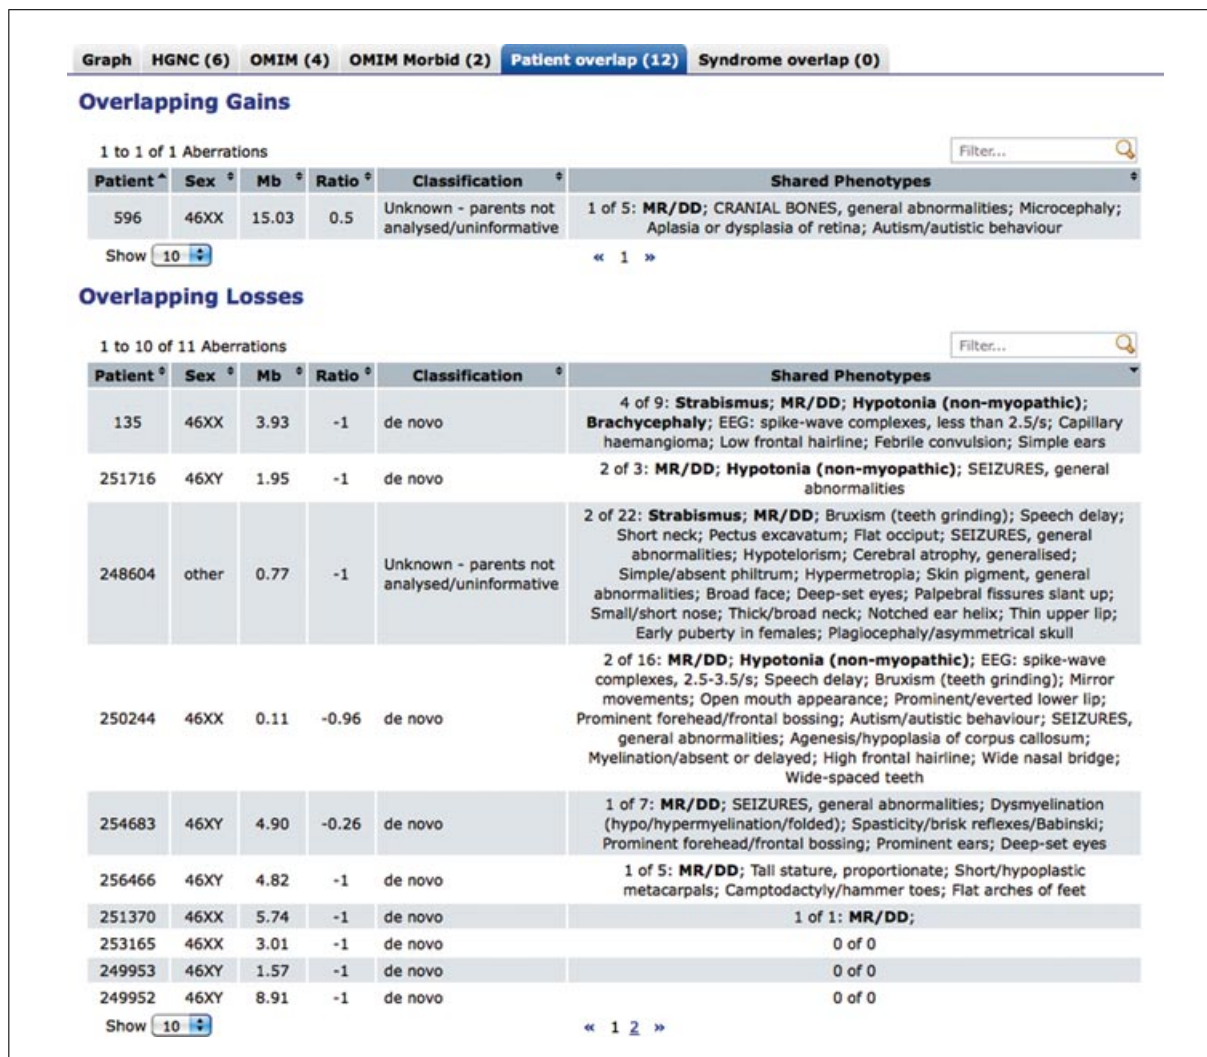 Graph HGNC (6) OMIM (4) OMIM Morbid (2) Patient overlap (12) Syndrome overlap (0)
Overlapping Gains
1 to 1 of 1 Aberrations Filter...
Patient Sex Mb Ratio Classification Shared Phenotypes
596 46XX 15.03 0.5 Unknown - parents not analysed/uninformative 1 of 5: MR/DD; CRANIAL BONES, general abnormalities; Microcephaly;
Aplasia or dysplasia of retina; Autism/autistic behaviour
Show 10 « 1 »
Overlapping Losses
1 to 10 of 11 Aberrations Filter...
Patient Sex Mb Ratio Classification Shared Phenotypes
135 46XX 3.93 -1 de novo 4 of 9: Strabismus; MR/DD; Hypotonia (non-myopathic);
Brachycephaly; EEG: spike-wave complexes, less than 2.5/s; Capillary
haemangioma; Low frontal hairline; Febrile convulsion; Simple ears
251716 46XY 1.95 -1 de novo 2 of 3: MR/DD; Hypotonia (non-myopathic); SEIZURES, general
abnormalities
248604 other 0.77 -1 Unknown - parents not analysed/uninformative 2 of 22: Strabismus; MR/DD; Bruxism (teeth grinding); Speech delay;
Short neck; Pectus excavatum; Flat occiput; SEIZURES, general
abnormalities; Hypotelorism; Cerebral atrophy, generalised;
Simple/absent philtrum; Hypermetropia; Skin pigment, general
abnormalities; Broad face; Deep-set eyes; Palpebral fissures slant up;
Small/short nose; Thick/broad neck; Notched ear helix; Thin upper lip;
Early puberty in females; Plagiocephaly/asymmetrical skull
250244 46XX 0.11 -0.96 de novo 2 of 16: MR/DD; Hypotonia (non-myopathic); EEG: spike-wave
complexes, 2.5-3.5/s; Speech delay; Bruxism (teeth grinding); Mirror
movements; Open mouth appearance; Prominent/everted lower lip;
Prominent forehead/frontal bossing; Autism/autistic behaviour; SEIZURES,
general abnormalities; Agenesis/hypoplasia of corpus callosum;
Myelination/absent or delayed; High frontal hairline; Wide nasal bridge;
Wide-spaced teeth
254683 46XY 4.90 -0.26 de novo 1 of 7: MR/DD; SEIZURES, general abnormalities; Dysmyelination
(hypo/hypermyelination/folded); Spasticity/brisk reflexes/Babinski;
Prominent forehead/frontal bossing; Prominent ears; Deep-set eyes
256466 46XY 4.82 -1 de novo 1 of 5: MR/DD; Tall stature, proportionate; Short/hypoplastic
metacarpals; Camptodactyly/hammer toes; Flat arches of feet
251370 46XX 5.74 -1 de novo 1 of 1: MR/DD;
253165 46XX 3.01 -1 de novo 0 of 0
249953 46XY 1.57 -1 de novo 0 of 0
249952 46XY 8.91 -1 de novo 0 of 0
Show 10 « 1 2 »